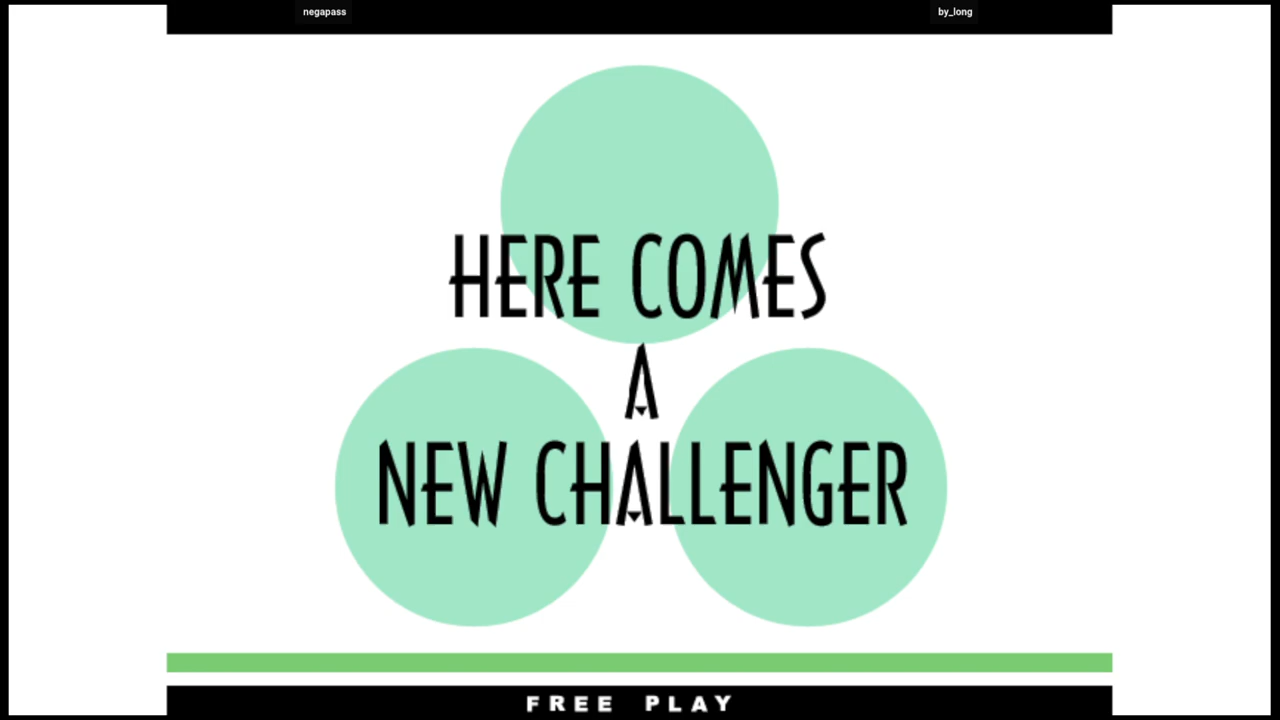 negapass by_long
HERE COMES
A
NEW CHALLENGER
FREE PLAY